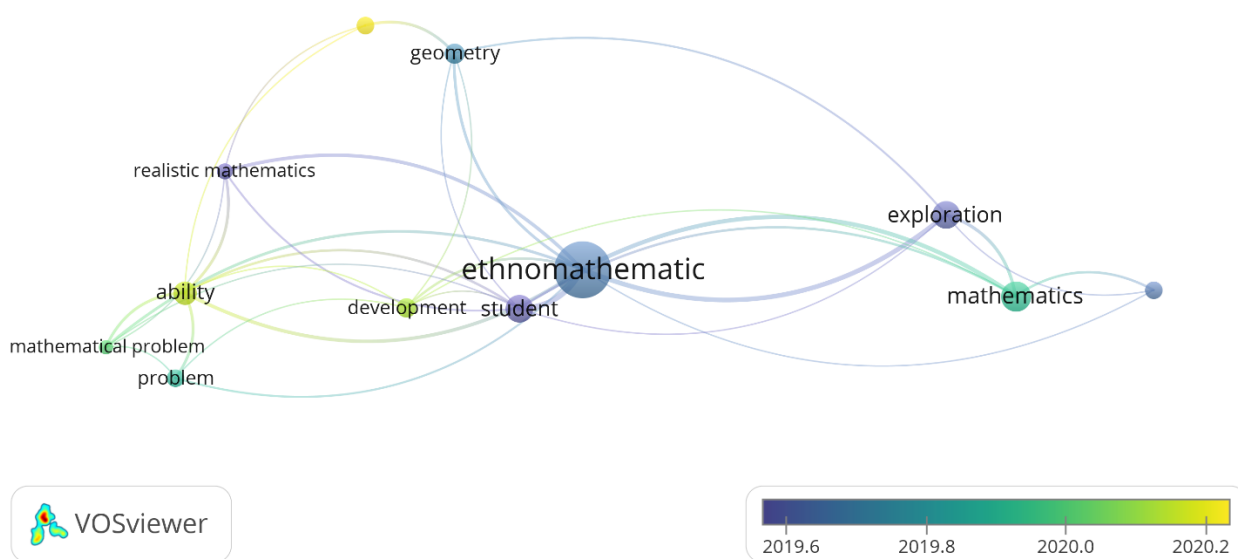 geometry
realistic mathematics
exploration
ethnomathematic
ability
mathematics
development
student
mathematical problem
problem
VOSviewer
2019.6
2019.8
2020.0
2020.2